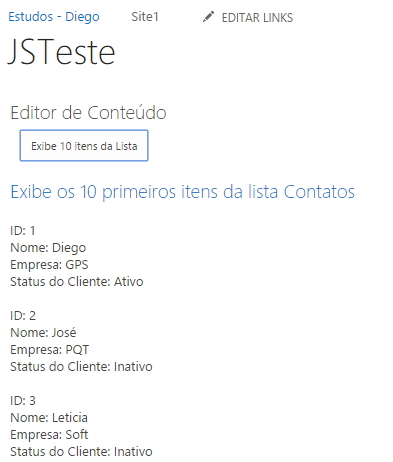 Estudos - Diego Site1 EDITAR LINKS
JSTeste
Editor de Conteúdo
Exibe 10 itens da Lista
Exibe os 10 primeiros itens da lista Contatos
ID: 1
Nome: Diego
Empresa: GPS
Status do Cliente: Ativo
ID: 2
Nome: José
Empresa: PQT
Status do Cliente: Inativo
ID: 3
Nome: Leticia
Empresa: Soft
Status do Cliente: Inativo